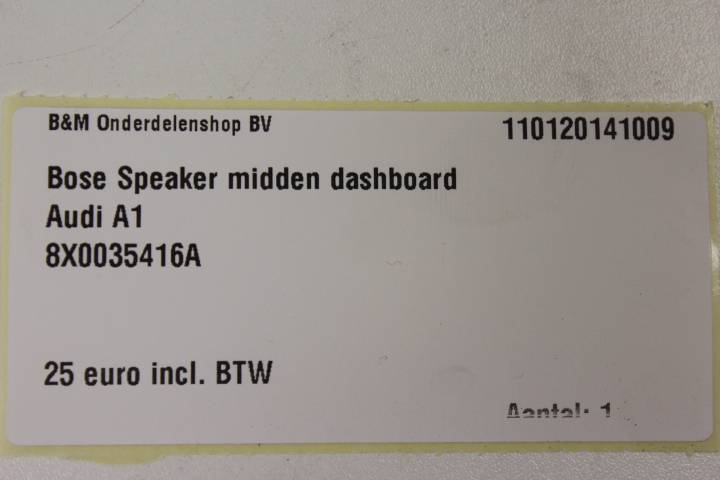 B&M Onderdelenshop BV 110120141009
Bose Speaker midden dashboard
Audi A1
8X0035416A
25 euro incl. BTW
Aantal: 1